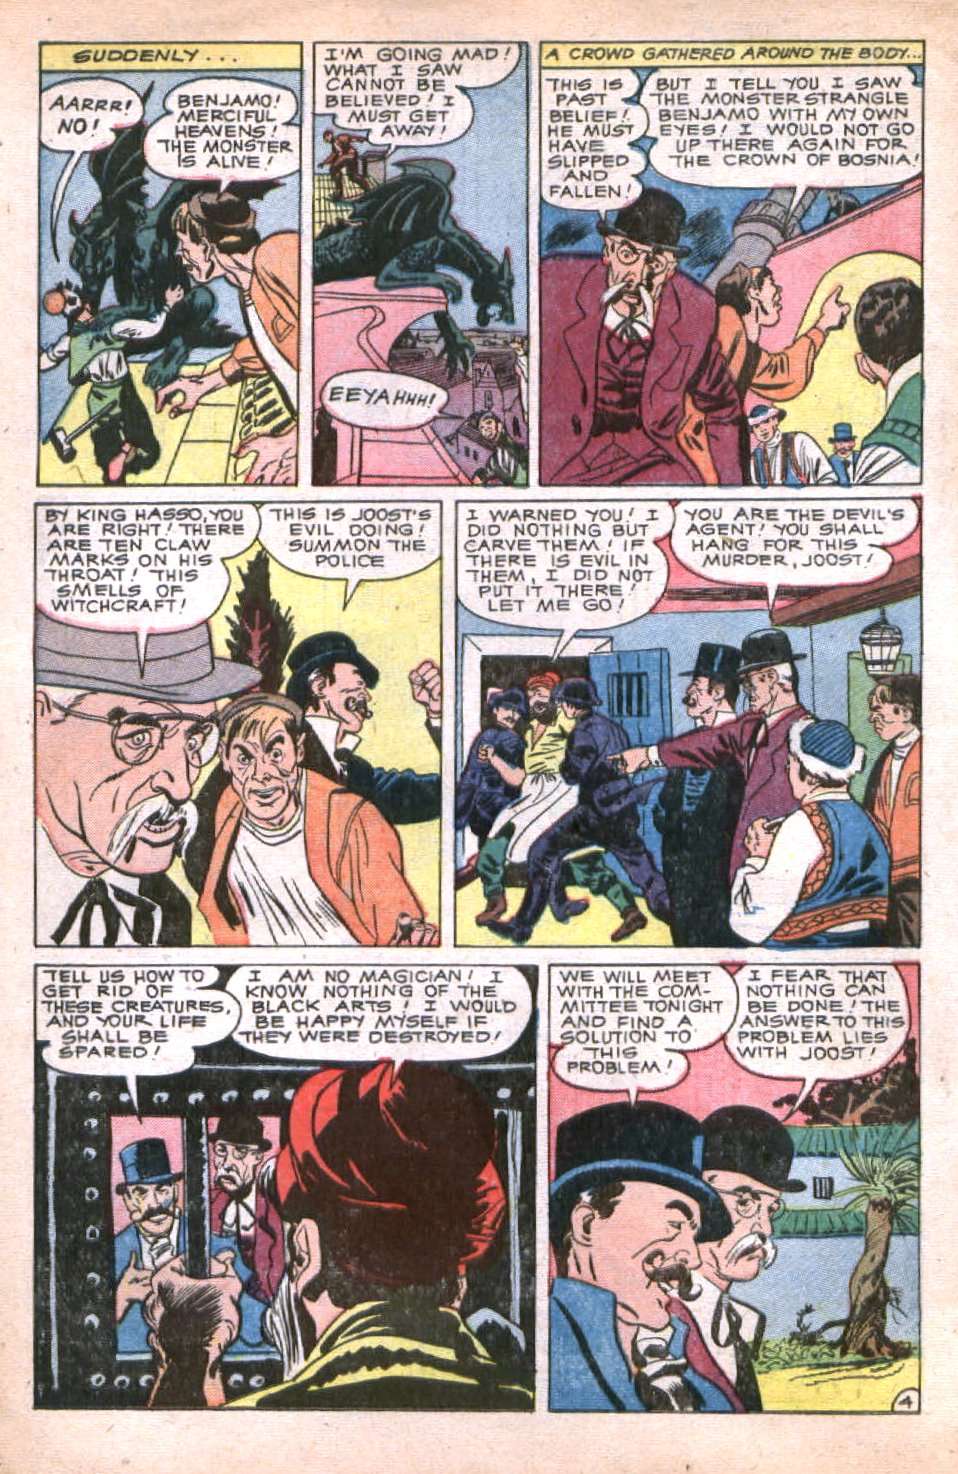 SUDDENLY...
AARRR!
NO!
BENJAMO!
MERCIFUL
HEAVENS!
THE MONSTER
IS ALIVE!
I'M GOING MAD!
WHAT I SAW
CANNOT BE
BELIEVED! I
MUST GET
AWAY!
EEYAHHH!
A CROWD GATHERED AROUND THE BODY...
THIS IS
PAST
BELIEF!
HE MUST
HAVE
SLIPPED
AND
FALLEN!
BUT I TELL YOU I SAW
THE MONSTER STRANGLE
BENJAMO WITH MY OWN
EYES! I WOULD NOT GO
UP THERE AGAIN FOR
THE CROWN OF BOSNIA!
BY KING HASSO, YOU
ARE RIGHT! THERE
ARE TEN CLAW
MARKS ON HIS
THROAT! THIS
SMELLS OF
WITCHCRAFT!
THIS IS JOOST'S
EVIL DOING!
SUMMON THE
POLICE
I WARNED YOU! I
DID NOTHING BUT
CARVE THEM! IF
THERE IS EVIL IN
THEM, I DID NOT
PUT IT THERE!
LET ME GO!
YOU ARE THE DEVIL'S
AGENT! YOU SHALL
HANG FOR THIS
MURDER, JOOST!
TELL US HOW TO
GET RID OF
THESE CREATURES,
AND YOUR LIFE
SHALL BE
SPARED!
I AM NO MAGICIAN! I
KNOW NOTHING OF THE
BLACK ARTS! I WOULD
BE HAPPY MYSELF IF
THEY WERE DESTROYED!
WE WILL MEET
WITH THE COM-
MITTEE TONIGHT
AND FIND A
SOLUTION TO
THIS
PROBLEM!
I FEAR THAT
NOTHING CAN
BE DONE! THE
ANSWER TO THIS
PROBLEM LIES
WITH JOOST!
4